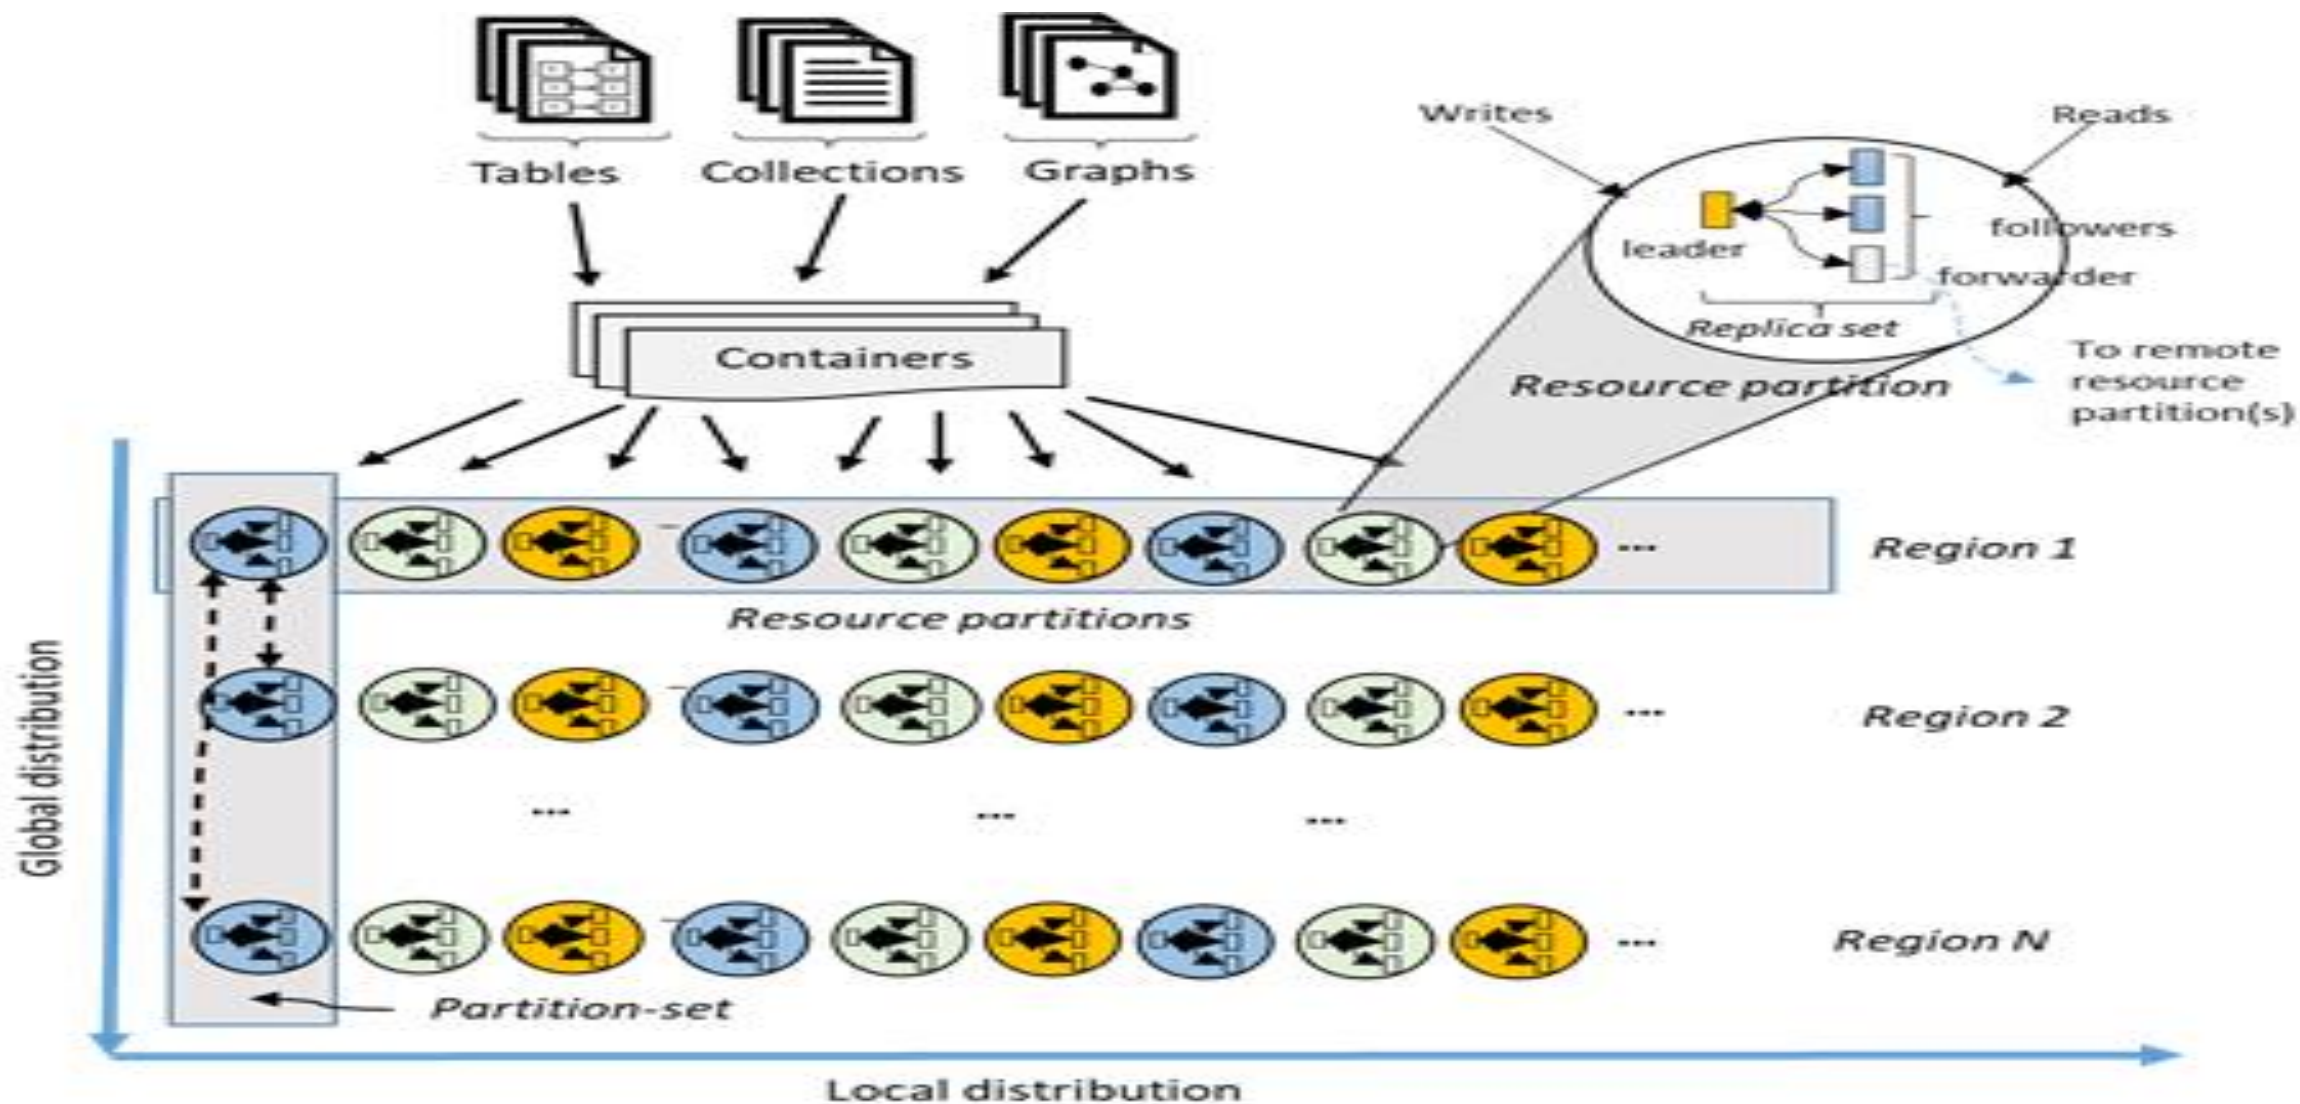 Tables
Collections
Graphs
Writes
Reads
leader
followers
forwarder
Replica set
Containers
Resource partition
To remote
resource
partition(s)
...
Region 1
Resource partitions
...
Region 2
Global distribution
...
...
...
...
Region N
Partition-set
Local distribution